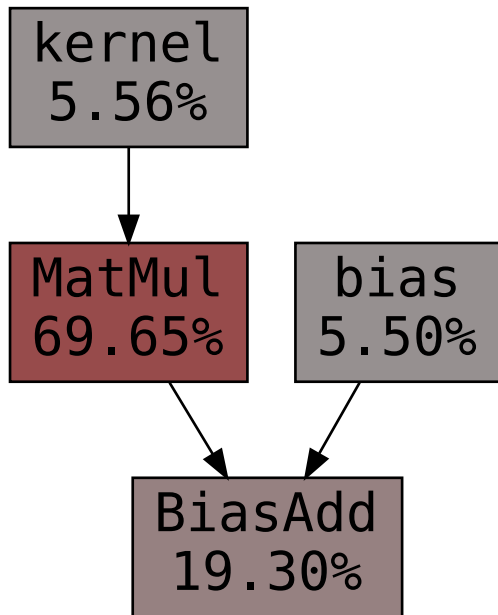 kernel
5.56%
MatMul
69.65%
bias
5.50%
BiasAdd
19.30%